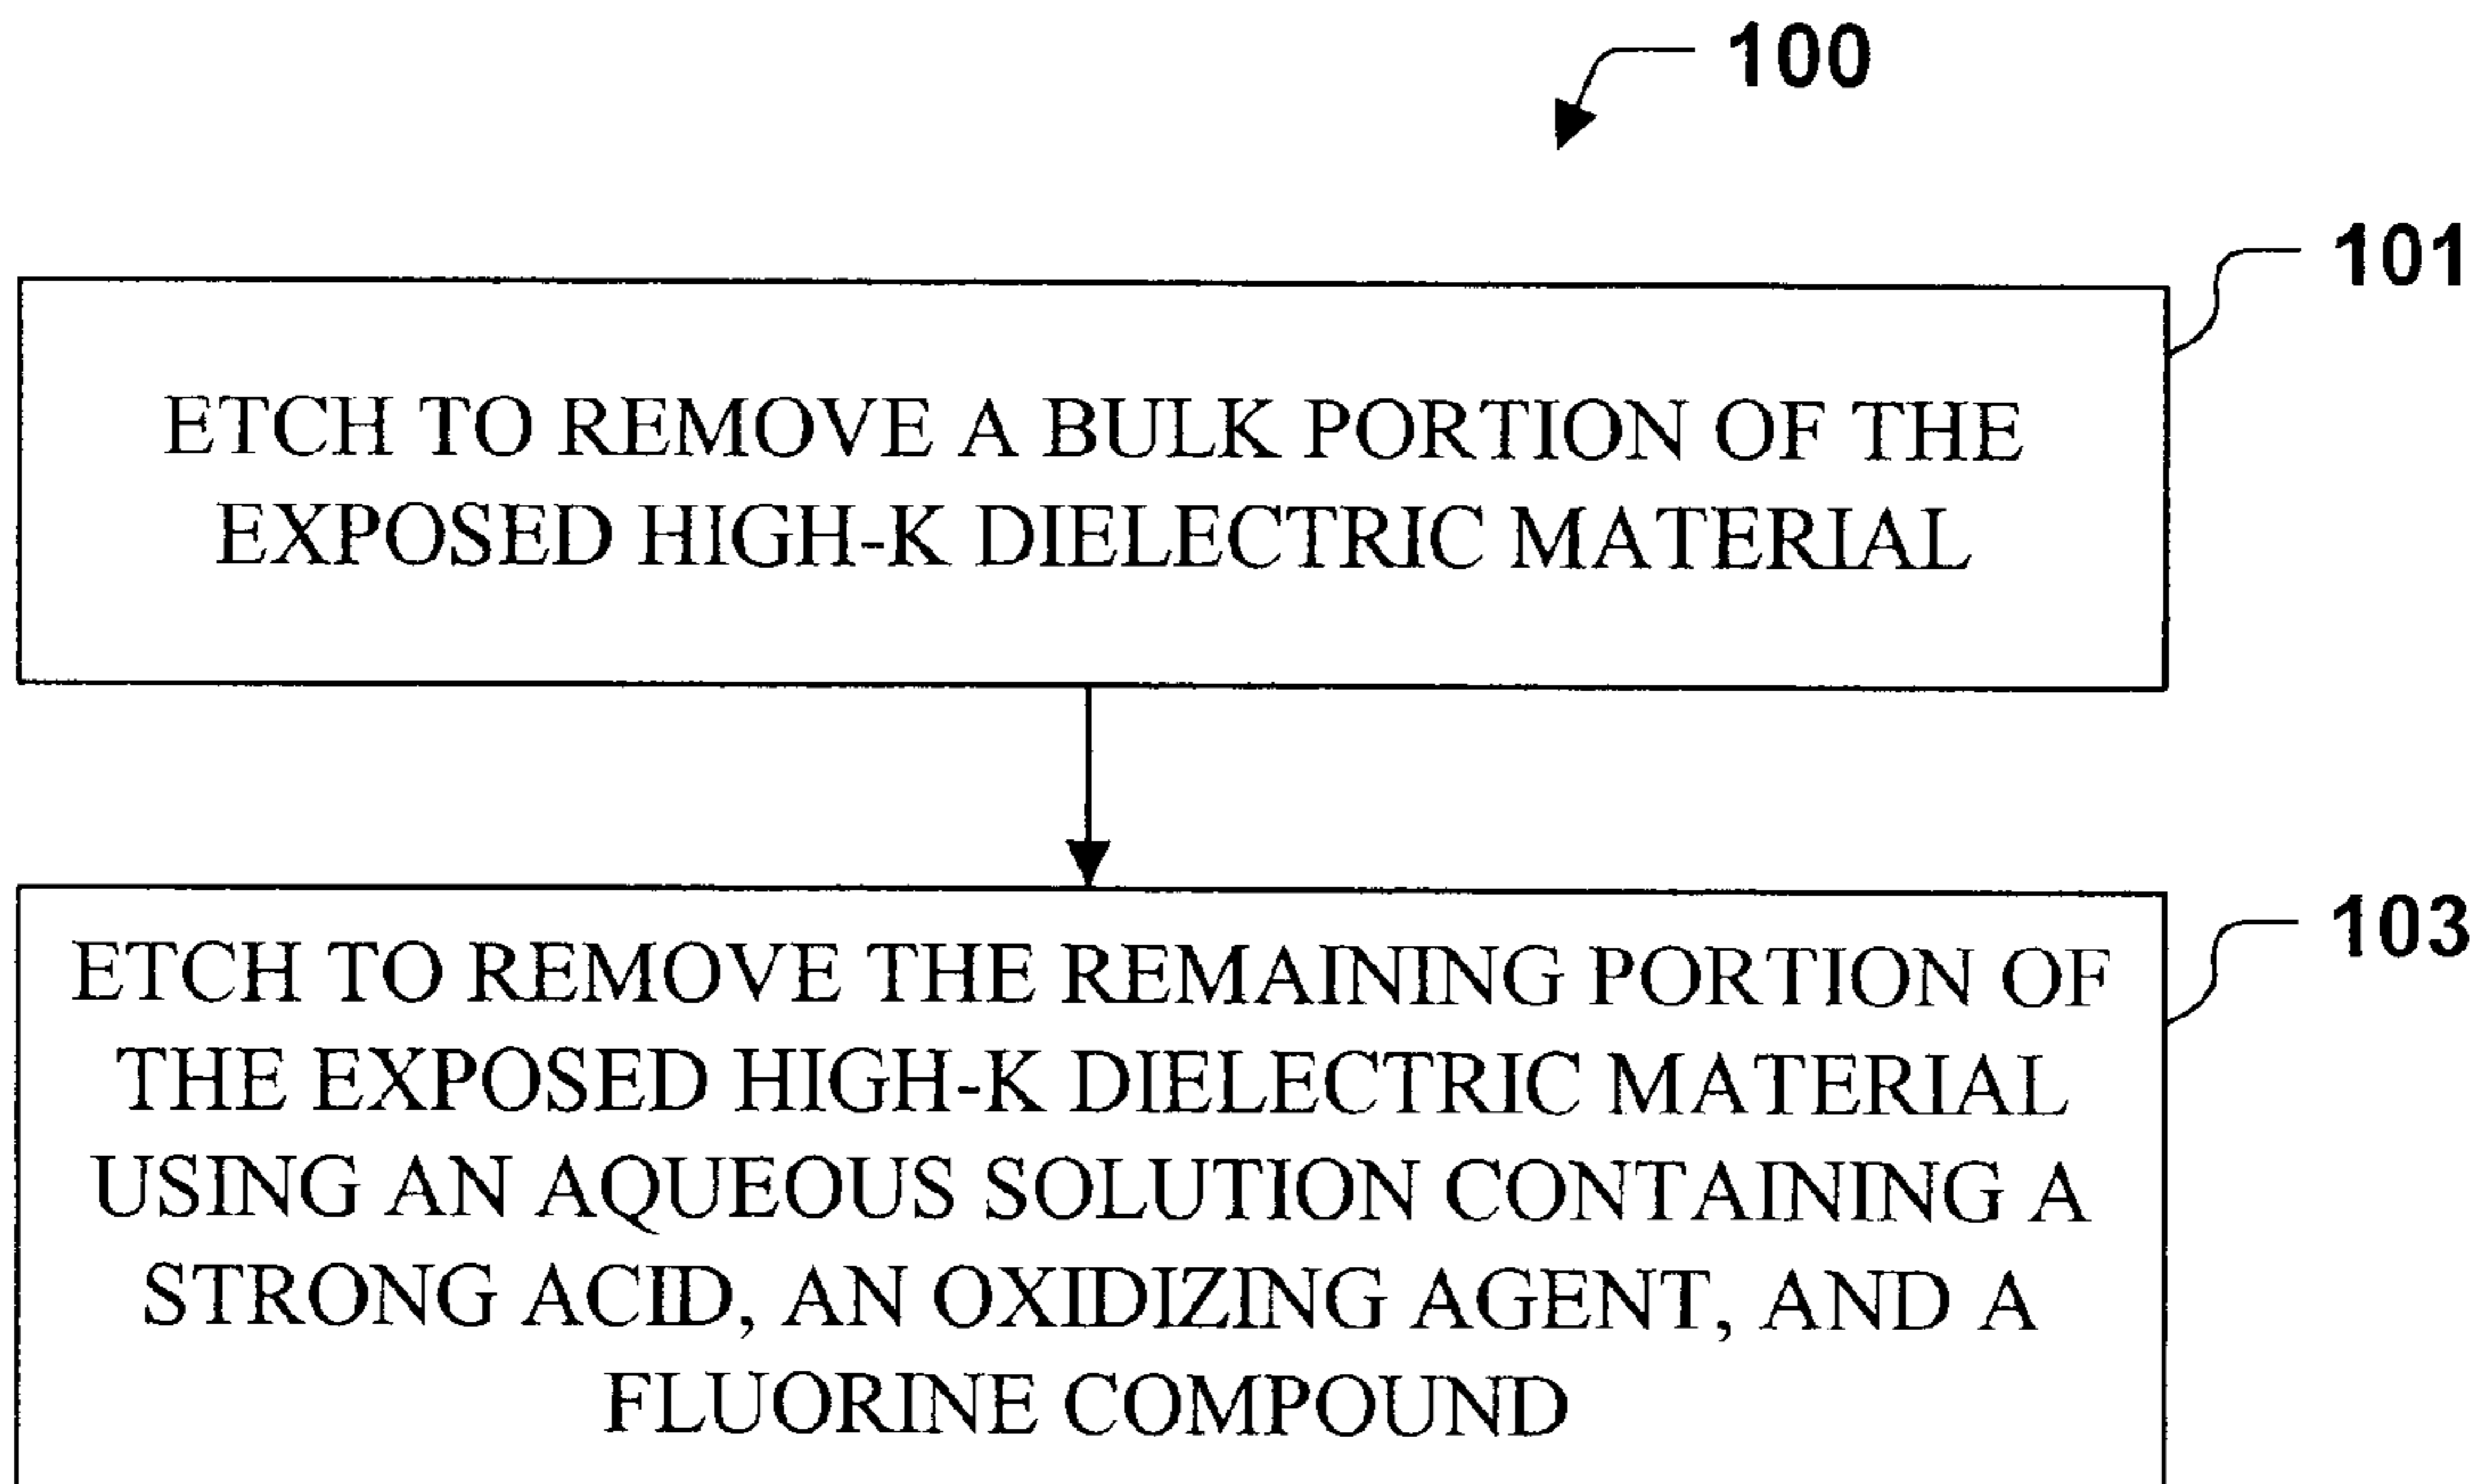 100
101
ETCH TO REMOVE A BULK PORTION OF THE
EXPOSED HIGH-K DIELECTRIC MATERIAL
103
ETCH TO REMOVE THE REMAINING PORTION OF
THE EXPOSED HIGH-K DIELECTRIC MATERIAL
USING AN AQUEOUS SOLUTION CONTAINING A
STRONG ACID, AN OXIDIZING AGENT, AND A
FLUORINE COMPOUND